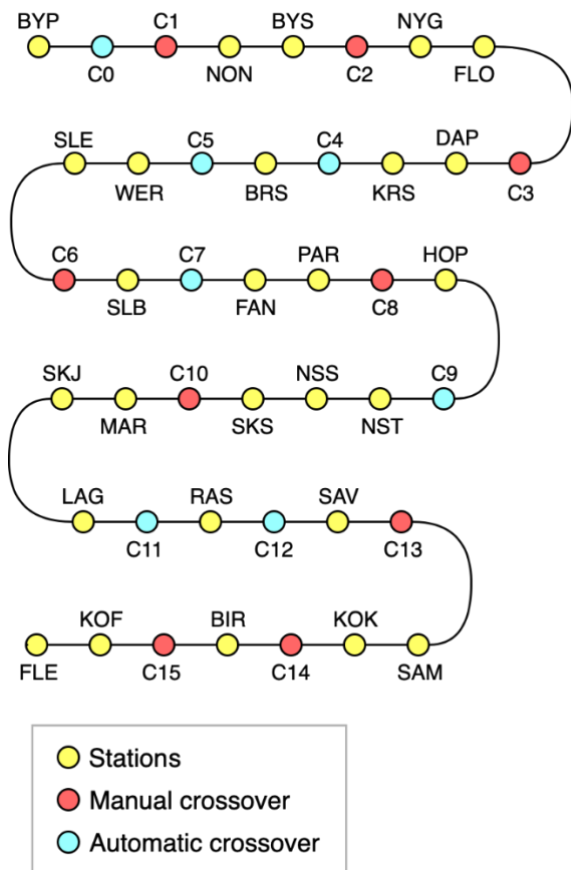 BYP C1 BYS NYG
C0 NON C2 FLO
SLE C5 C4 DAP
WER BRS KRS C3
C6 C7 PAR HOP
SLB FAN C8
SKJ C10 NSS C9
MAR SKS NST
LAG RAS SAV
C11 C12 C13
KOF BIR KOK
FLE C15 C14 SAM
Stations
Manual crossover
Automatic crossover